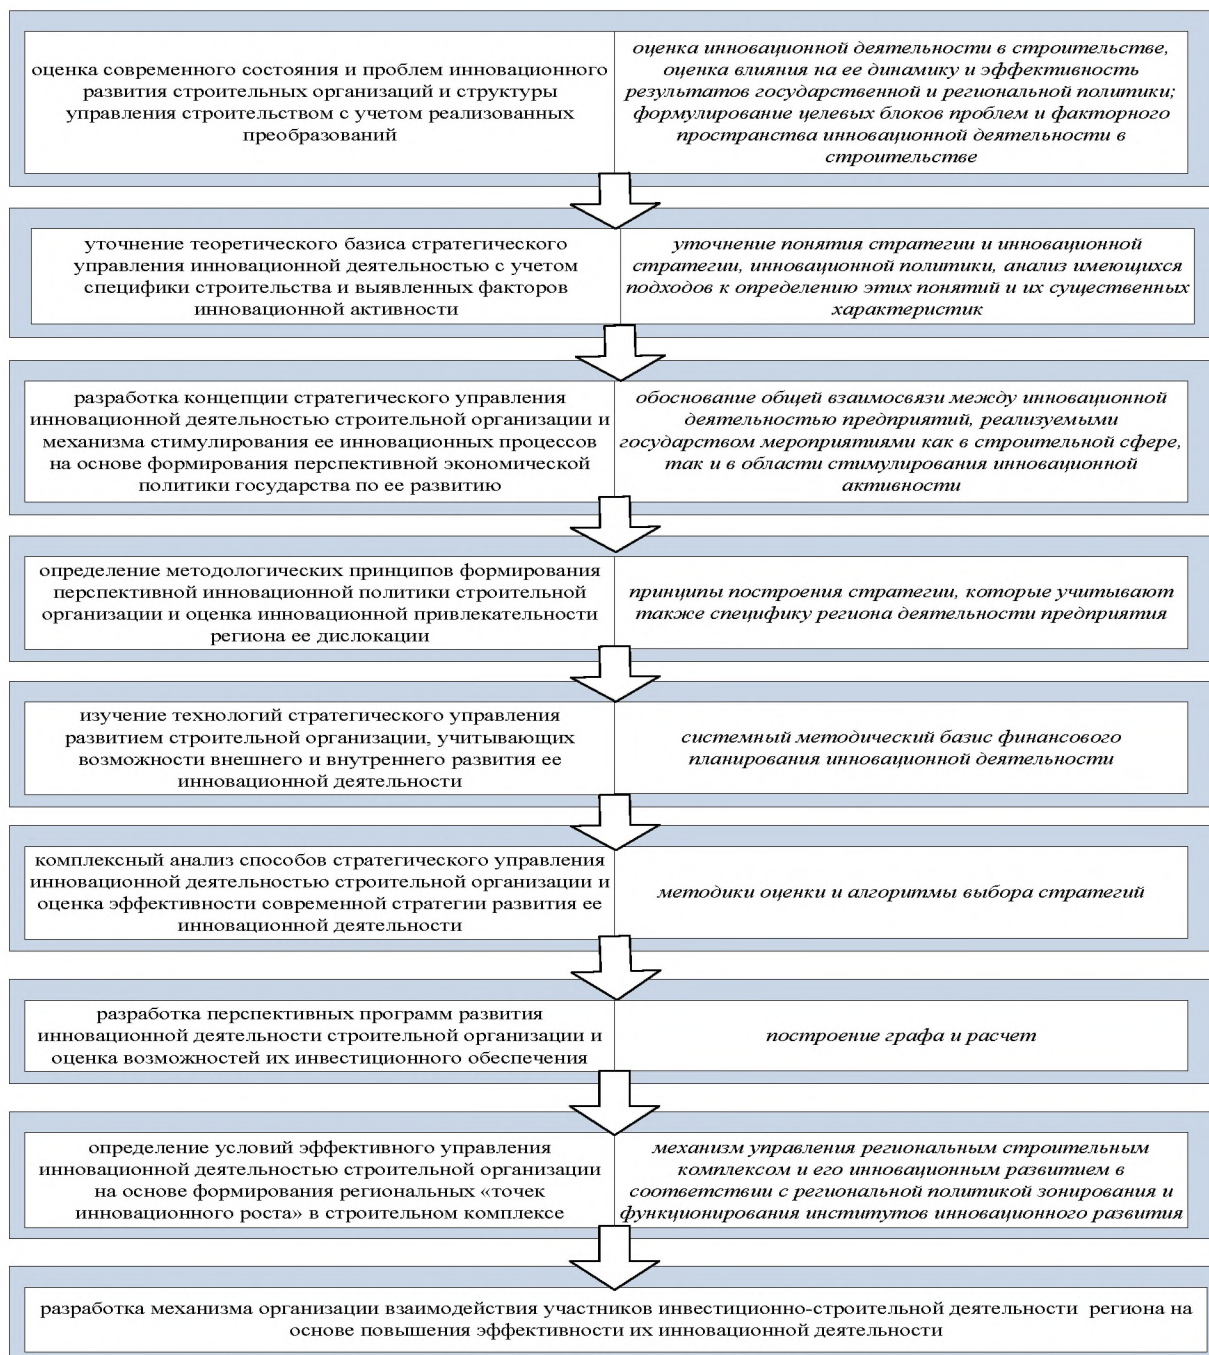 оценка современного состояния и проблем инновационного
развития строительных организаций и структуры
управления строительством с учетом реализованных
преобразований
оценка инновационной деятельности в строительстве,
оценка влияния на ее динамику и эффективность
результатов государственной и региональной политики;
формулирование целевых блоков проблем и факторного
пространства инновационной деятельности в
строительстве
уточнение теоретического базиса стратегического
управления инновационной деятельностью с учетом
специфики строительства и выявленных факторов
инновационной активности
уточнение понятия стратегии и инновационной
стратегии, инновационной политики, анализ имеющихся
подходов к определению этих понятий и их существенных
характеристик
разработка концепции стратегического управления
инновационной деятельностью строительной организации и
механизма стимулирования ее инновационных процессов
на основе формирования перспективной экономической
политики государства по ее развитию
обоснование общей взаимосвязи между инновационной
деятельностью предприятий, реализуемыми
государством мероприятиями как в строительной сфере,
так и в области стимулирования инновационной
активности
определение методологических принципов формирования
перспективной инновационной политики строительной
организации и оценка инновационной привлекательности
региона ее дислокации
принципы построения стратегии, которые учитывают
также специфику региона деятельности предприятия
изучение технологий стратегического управления
развитием строительной организации, учитывающих
возможности внешнего и внутреннего развития ее
инновационной деятельности
системный методический базис финансового
планирования инновационной деятельности
комплексный анализ способов стратегического управления
инновационной деятельностью строительной организации и
оценка эффективности современной стратегии развития ее
инновационной деятельности
методики оценки и алгоритмы выбора стратегий
разработка перспективных программ развития
инновационной деятельности строительной организации и
оценка возможностей их инвестиционного обеспечения
построение графа и расчет
определение условий эффективного управления
инновационной деятельностью строительной организации
на основе формирования региональных «точек
инновационного роста» в строительном комплексе
механизм управления региональным строительным
комплексом и его инновационным развитием в
соответствии с региональной политикой зонирования и
функционирования институтов инновационного развития
разработка механизма организации взаимодействия участников инвестиционно-строительной деятельности региона на
основе повышения эффективности их инновационной деятельности